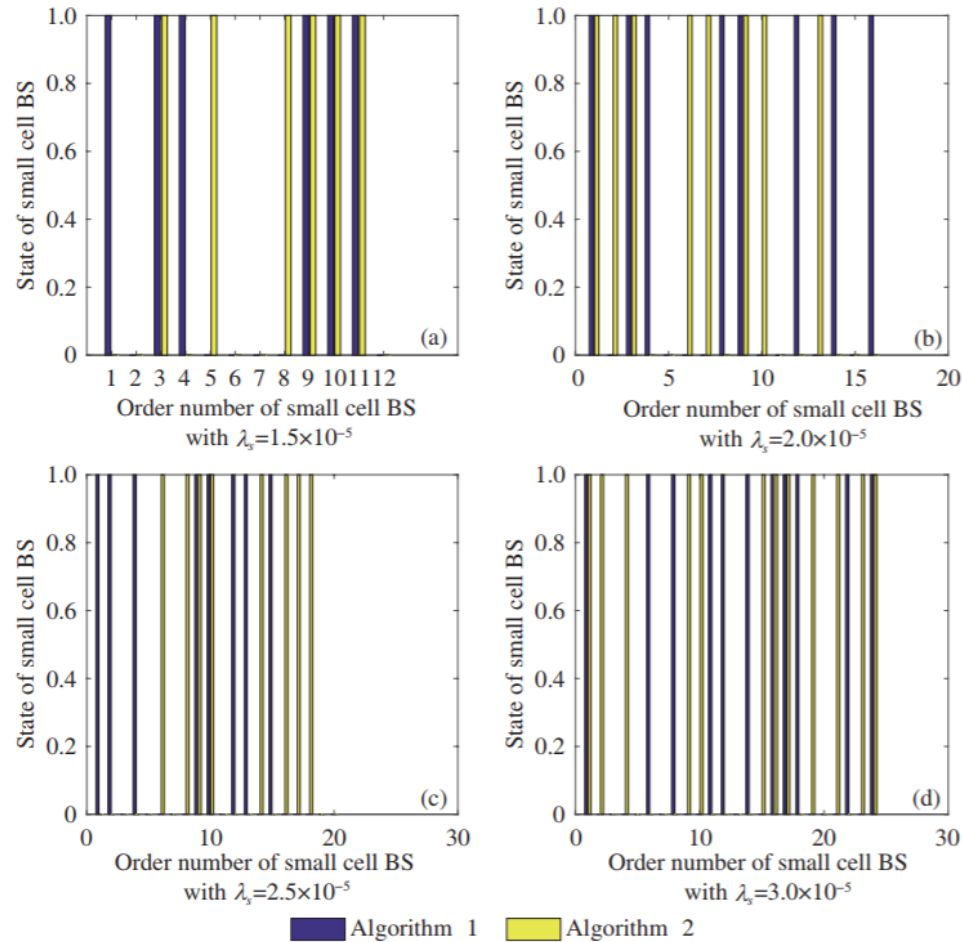 1.0
0.8
0.6
0.4
0.2
0
State of small cell BS
(a)
1 2 3 4 5 6 7 8 9 10 11 12
Order number of small cell BS
with λs=1.5×10⁻⁵
1.0
0.8
0.6
0.4
0.2
0
State of small cell BS
(b)
0 5 10 15 20
Order number of small cell BS
with λs=2.0×10⁻⁵
1.0
0.8
0.6
0.4
0.2
0
State of small cell BS
(c)
0 10 20 30
Order number of small cell BS
with λs=2.5×10⁻⁵
1.0
0.8
0.6
0.4
0.2
0
State of small cell BS
(d)
0 10 20 30
Order number of small cell BS
with λs=3.0×10⁻⁵
Algorithm 1 Algorithm 2